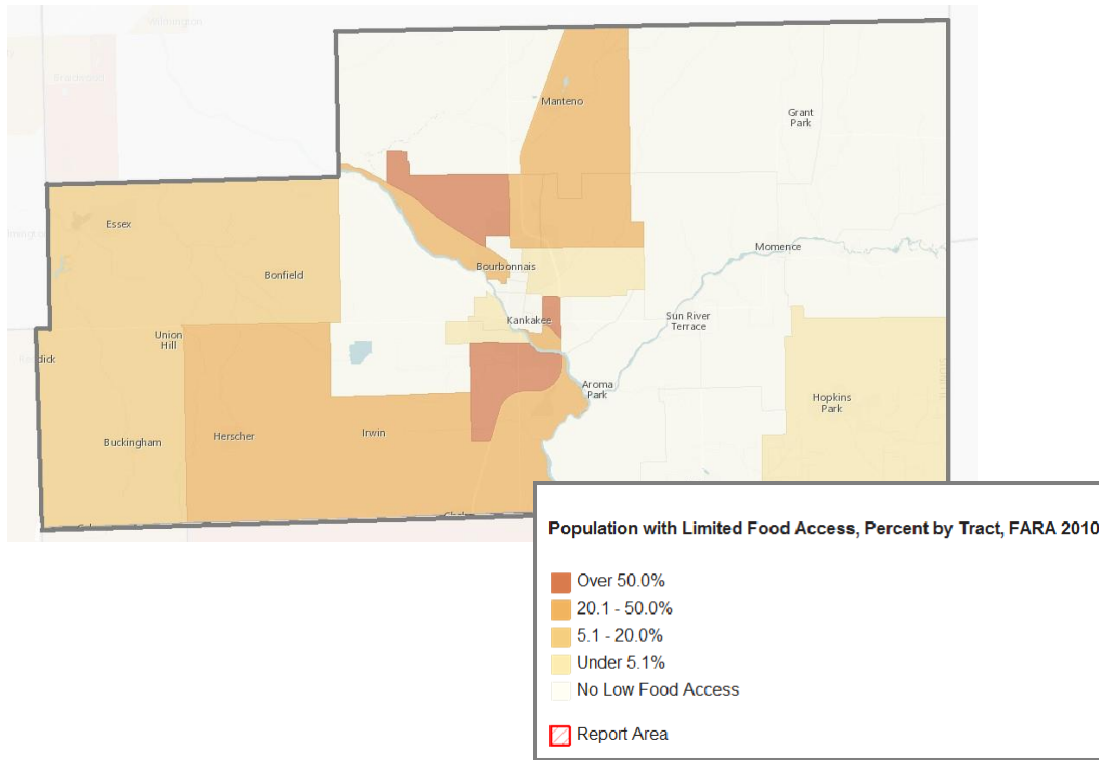 Wilmington
Braidwood
Manteno
Grant
Park
Essex
Momence
Bourbonnais
Bonfield
Sun River
Terrace
Kankakee
Union
Hill
Aroma
Park
Hopkins
Park
Herscher
Irwin
Buckingham
Population with Limited Food Access, Percent by Tract, FARA 2010
Over 50.0%
20.1 - 50.0%
5.1 - 20.0%
Under 5.1%
No Low Food Access
Report Area